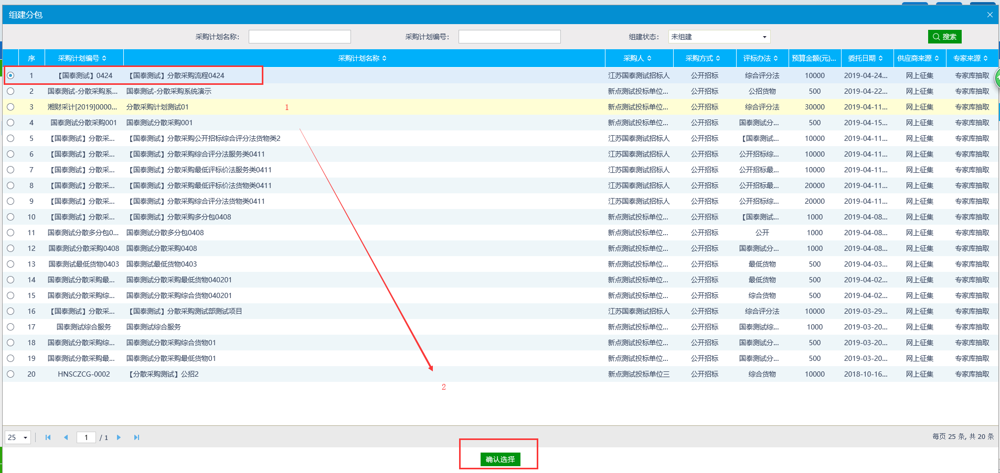 组建分包
采购计划名称： 采购计划编号： 组建状态： 未组建 搜索
序 采购计划编号 采购计划名称 采购人 采购方式 评标办法 预算金额(元)... 委托日期 供应商来源 专家来源
1 【国泰测试】0424 【国泰测试】分散采购流程0424 江苏国泰测试招标人 公开招标 综合评分法 10000 2019-04-24... 网上征集 专家库抽取
2 国泰测试-分散采购系... 国泰测试-分散采购系统演示 新点测试投标单位... 公开招标 公招货物 500 2019-04-22... 网上征集 专家库抽取
3 湘财采计[2019]0000... 分散采购计划测试01 1 新点测试投标单位... 公开招标 综合评分法 30000 2019-04-11... 网上征集 专家库抽取
4 国泰测试分散采购001 国泰测试分散采购001 新点测试投标单位... 公开招标 国泰测试分... 500 2019-04-15... 网上征集 专家库抽取
5 【国泰测试】分散采... 【国泰测试】分散采购公开招标综合评分法货物类2 江苏国泰测试招标人 公开招标 【国泰测试... 10000 2019-04-11... 网上征集 专家库抽取
6 【国泰测试】分散采... 【国泰测试】分散采购综合评分法服务类0411 江苏国泰测试招标人 公开招标 公开招标综... 10000 2019-04-11... 网上征集 专家库抽取
7 【国泰测试】分散采... 【国泰测试】分散采购最低评标价法服务类0411 江苏国泰测试招标人 公开招标 公开招标最... 10000 2019-04-11... 网上征集 专家库抽取
8 【国泰测试】分散采... 【国泰测试】分散采购最低评标价法货物类0411 江苏国泰测试招标人 公开招标 公开招标最... 20000 2019-04-11... 网上征集 专家库抽取
9 【国泰测试】分散采... 【国泰测试】分散采购综合评分法货物类0411 江苏国泰测试招标人 公开招标 公开招标综... 20000 2019-04-11... 网上征集 专家库抽取
10 【国泰测试】分散采... 【国泰测试】分散采购多分包0408 新点测试投标单位... 公开招标 【国泰测试... 1000 2019-04-08... 网上征集 专家库抽取
11 国泰测试分散多分包0... 国泰测试分散多分包0408 新点测试投标单位... 公开招标 公开 1000 2019-04-08... 网上征集 专家库抽取
12 国泰测试分散采购0408 国泰测试分散采购0408 新点测试投标单位... 公开招标 国泰测试分... 1000 2019-04-08... 网上征集 专家库抽取
13 国泰测试最低货物0403 国泰测试最低货物0403 新点测试投标单位... 公开招标 最低货物 500 2019-04-03... 网上征集 专家库抽取
14 国泰测试分散采购最... 国泰测试分散采购最低货物040201 新点测试投标单位... 公开招标 最低货物 500 2019-04-02... 网上征集 专家库抽取
15 国泰测试分散采购综... 国泰测试分散采购综合货物040201 新点测试投标单位... 公开招标 综合货物 500 2019-04-02... 网上征集 专家库抽取
16 【国泰测试】分散采... 【国泰测试】分散采购测试部测试项目 江苏国泰测试招标人 公开招标 综合评分法 10000 2019-03-29... 网上征集 专家库抽取
17 国泰测试综合服务 国泰测试综合服务 新点测试投标单位... 公开招标 国泰测试综... 1000 2019-03-20... 网上征集 专家库抽取
18 国泰测试分散采购综... 国泰测试分散采购综合货物01 新点测试投标单位... 公开招标 国泰测试分... 500 2019-03-20... 网上征集 专家库抽取
19 国泰测试分散采购最... 国泰测试分散采购最低货物01 新点测试投标单位... 公开招标 国泰测试分... 500 2019-03-20... 网上征集 专家库抽取
20 HNSCZCG-0002 【分散采购测试】公招2 新点测试投标单位三 公开招标 综合货物 10000 2018-10-16... 网上征集 专家库抽取
2
25 1 / 1 每页 25 条, 共 20 条
确认选择